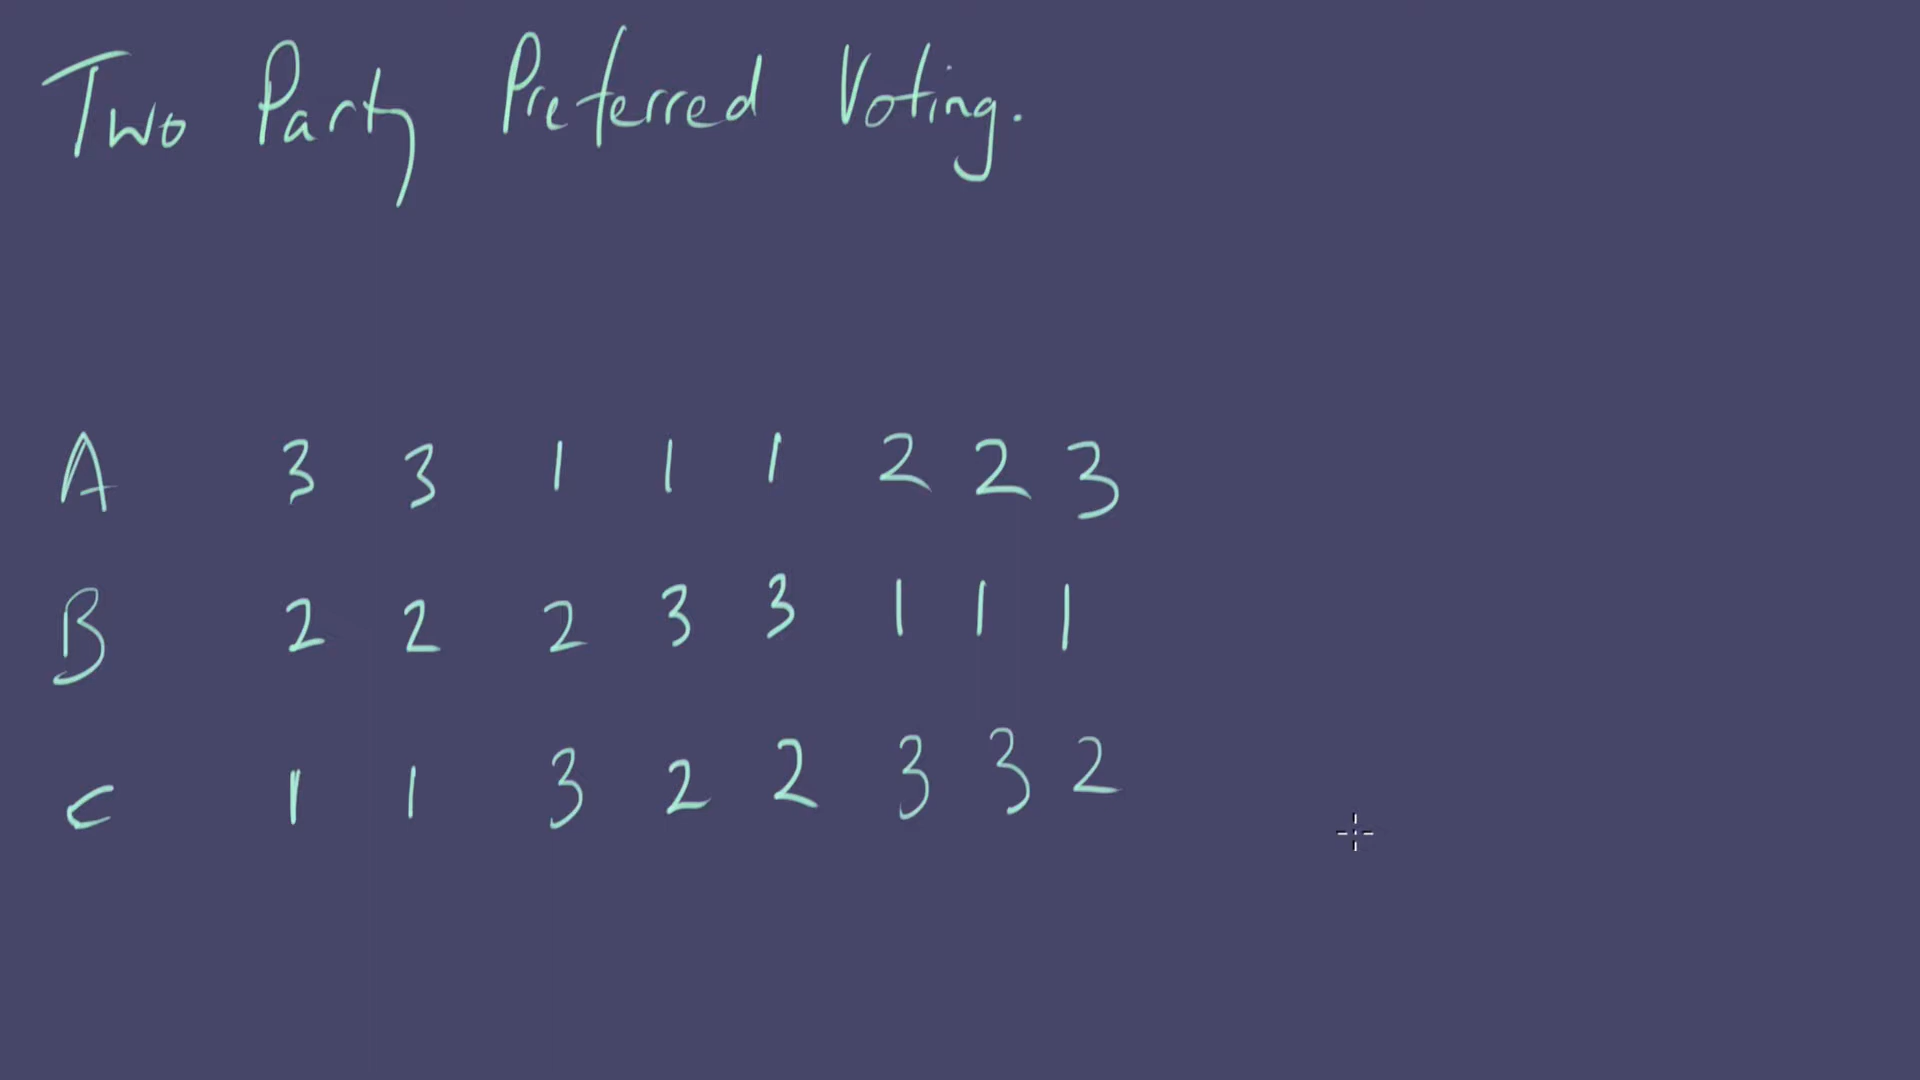 Two Party Preferred Voting.
A 3 3 1 1 1 2 2 3
B 2 2 2 3 3 1 1 1
C 1 1 3 2 2 3 3 2